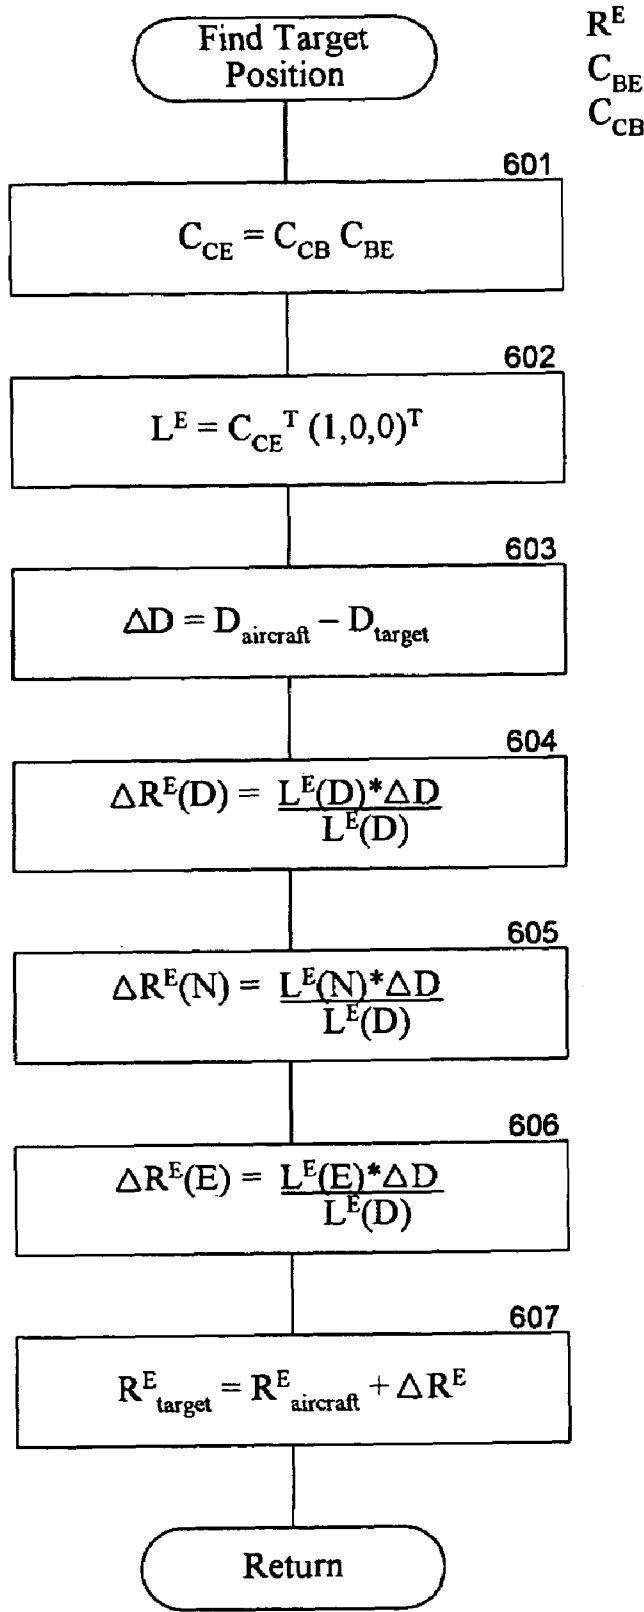 Find Target
Position
R^E
C_BE
C_CB
601
C_CE = C_CB C_BE
602
L^E = C_CE^T (1,0,0)^T
603
ΔD = D_aircraft – D_target
604
ΔR^E(D) = L^E(D)*ΔD
L^E(D)
605
ΔR^E(N) = L^E(N)*ΔD
L^E(D)
606
ΔR^E(E) = L^E(E)*ΔD
L^E(D)
607
R^E_target = R^E_aircraft + ΔR^E
Return